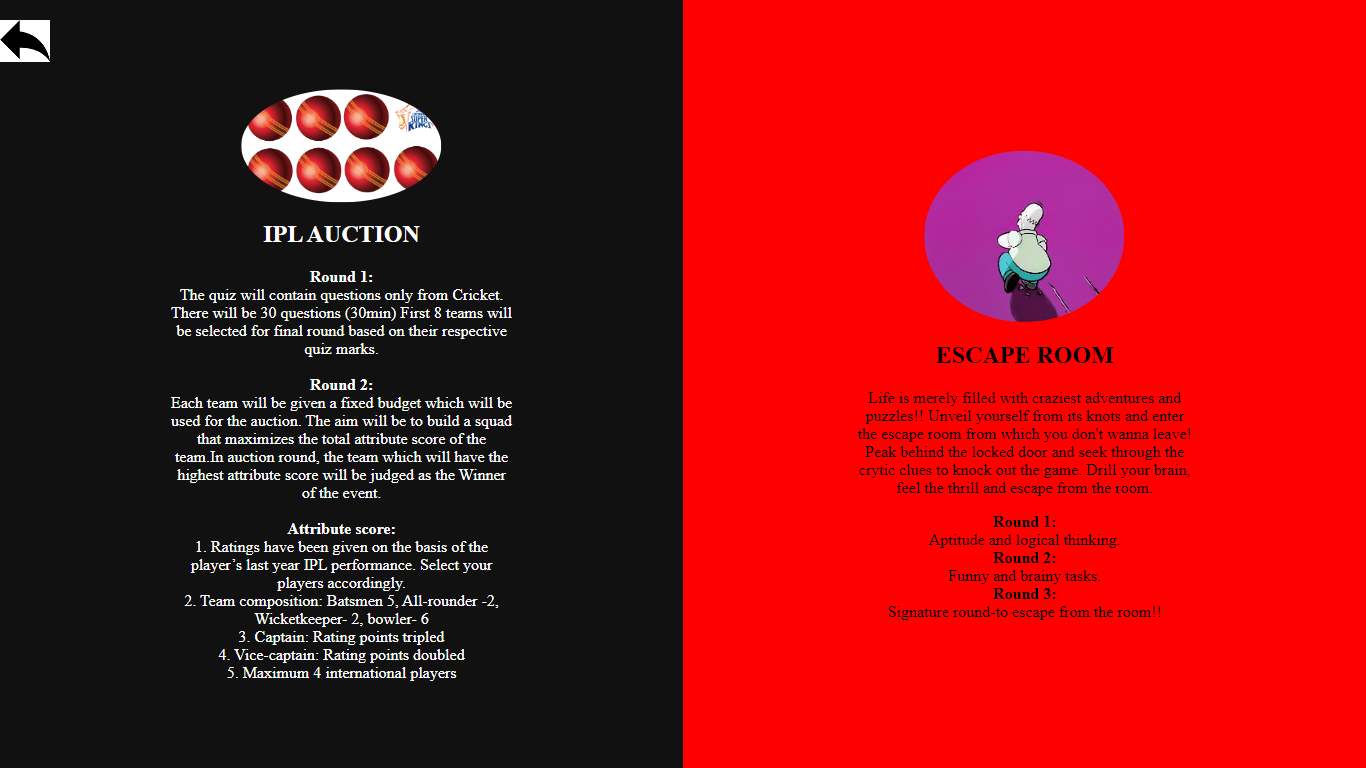 SUPER
KINGS
IPL AUCTION
Round 1:
The quiz will contain questions only from Cricket.
There will be 30 questions (30min) First 8 teams will
be selected for final round based on their respective
quiz marks.
Round 2:
Each team will be given a fixed budget which will be
used for the auction. The aim will be to build a squad
that maximizes the total attribute score of the
team.In auction round, the team which will have the
highest attribute score will be judged as the Winner
of the event.
Attribute score:
1. Ratings have been given on the basis of the
player’s last year IPL performance. Select your
players accordingly.
2. Team composition: Batsmen 5, All-rounder -2,
Wicketkeeper- 2, bowler- 6
3. Captain: Rating points tripled
4. Vice-captain: Rating points doubled
5. Maximum 4 international players
ESCAPE ROOM
Life is merely filled with craziest adventures and
puzzles!! Unveil yourself from its knots and enter
the escape room from which you don't wanna leave!
Peak behind the locked door and seek through the
crytic clues to knock out the game. Drill your brain,
feel the thrill and escape from the room.
Round 1:
Aptitude and logical thinking.
Round 2:
Funny and brainy tasks.
Round 3:
Signature round-to escape from the room!!